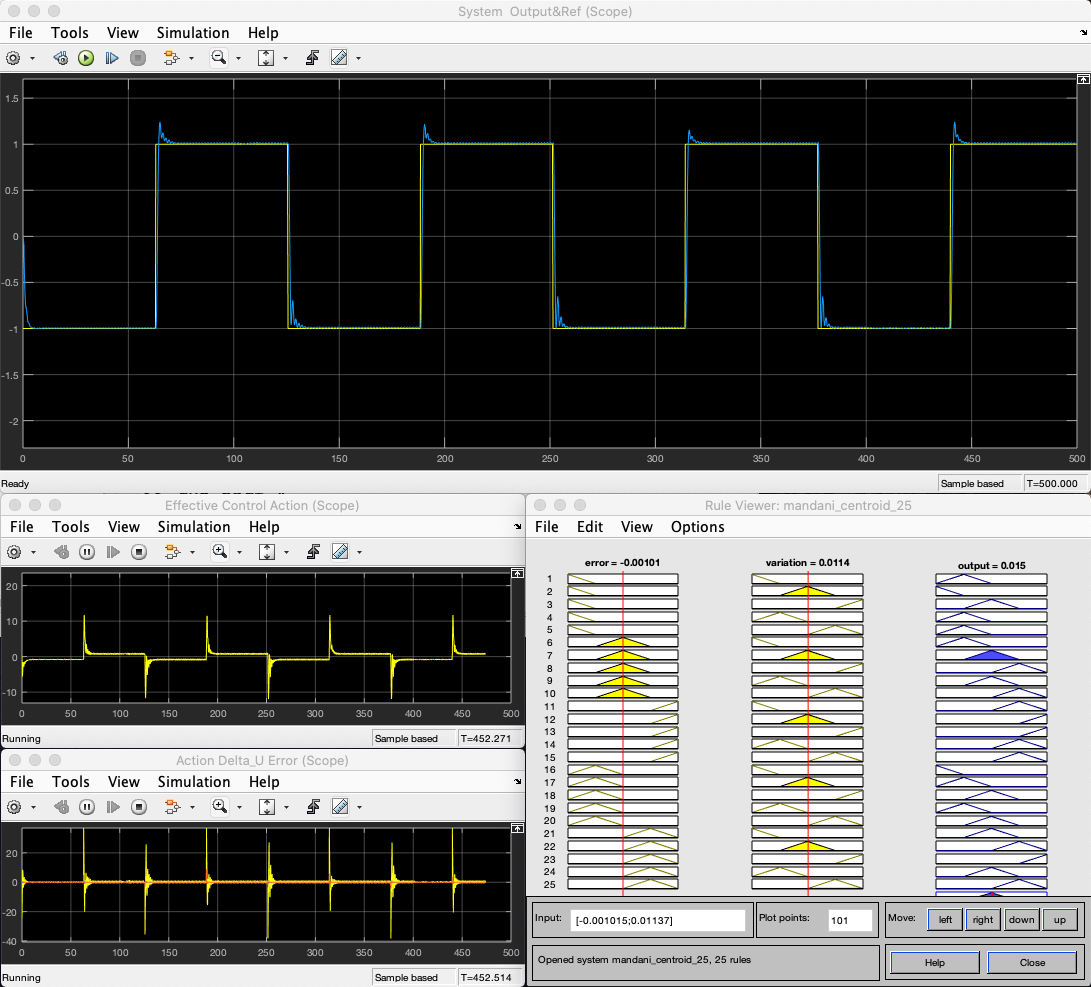 System Output&Ref (Scope)
File Tools View Simulation Help
1.5
1
0.5
0
-0.5
-1
-1.5
-2
0 50 100 150 200 250 300 350 400 450 500
Ready Sample based T=500.000
Effective Control Action (Scope)
File Tools View Simulation Help
20
10
0
-10
0 50 100 150 200 250 300 350 400 450 500
Running Sample based T=452.271
Action Delta_U Error (Scope)
File Tools View Simulation Help
20
0
-20
-40
0 50 100 150 200 250 300 350 400 450 500
Running Sample based T=452.514
Rule Viewer: mandani_centroid_25
File Edit View Options
error = -0.00101 variation = 0.0114 output = 0.015
1
2
3
4
5
6
7
8
9
10
11
12
13
14
15
16
17
18
19
20
21
22
23
24
25
Input: [-0.001015;0.01137] Plot points: 101 Move: left right down up
Opened system mandani_centroid_25, 25 rules Help Close